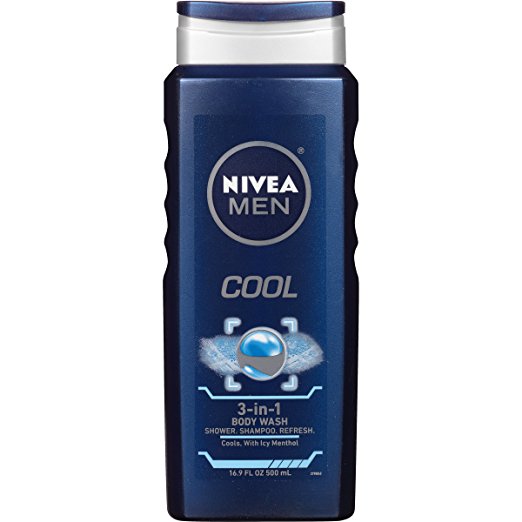 ®
NIVEA
MEN
COOL
3-in-1
BODY WASH
SHOWER. SHAMPOO. REFRESH.
Cools, With Icy Menthol
16.9 FL OZ 500 mL